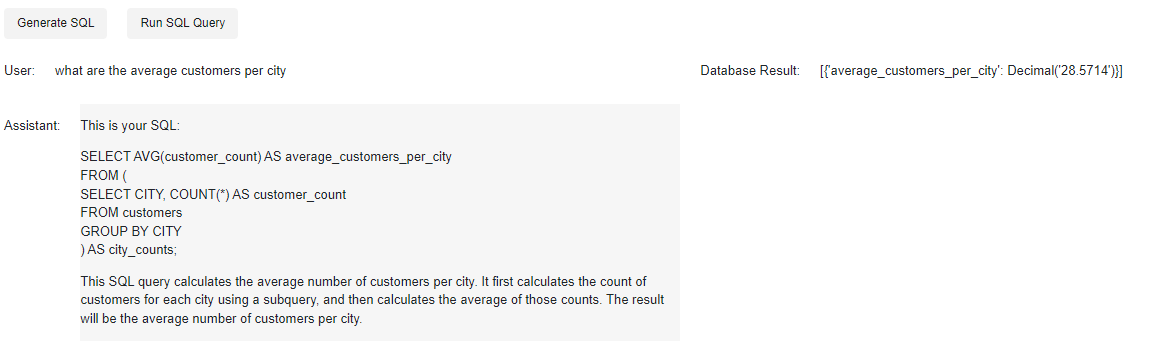 Generate SQL Run SQL Query
User: what are the average customers per city Database Result: [{'average_customers_per_city': Decimal('28.5714')}]
Assistant: This is your SQL:
SELECT AVG(customer_count) AS average_customers_per_city
FROM (
SELECT CITY, COUNT(*) AS customer_count
FROM customers
GROUP BY CITY
) AS city_counts;
This SQL query calculates the average number of customers per city. It first calculates the count of
customers for each city using a subquery, and then calculates the average of those counts. The result
will be the average number of customers per city.